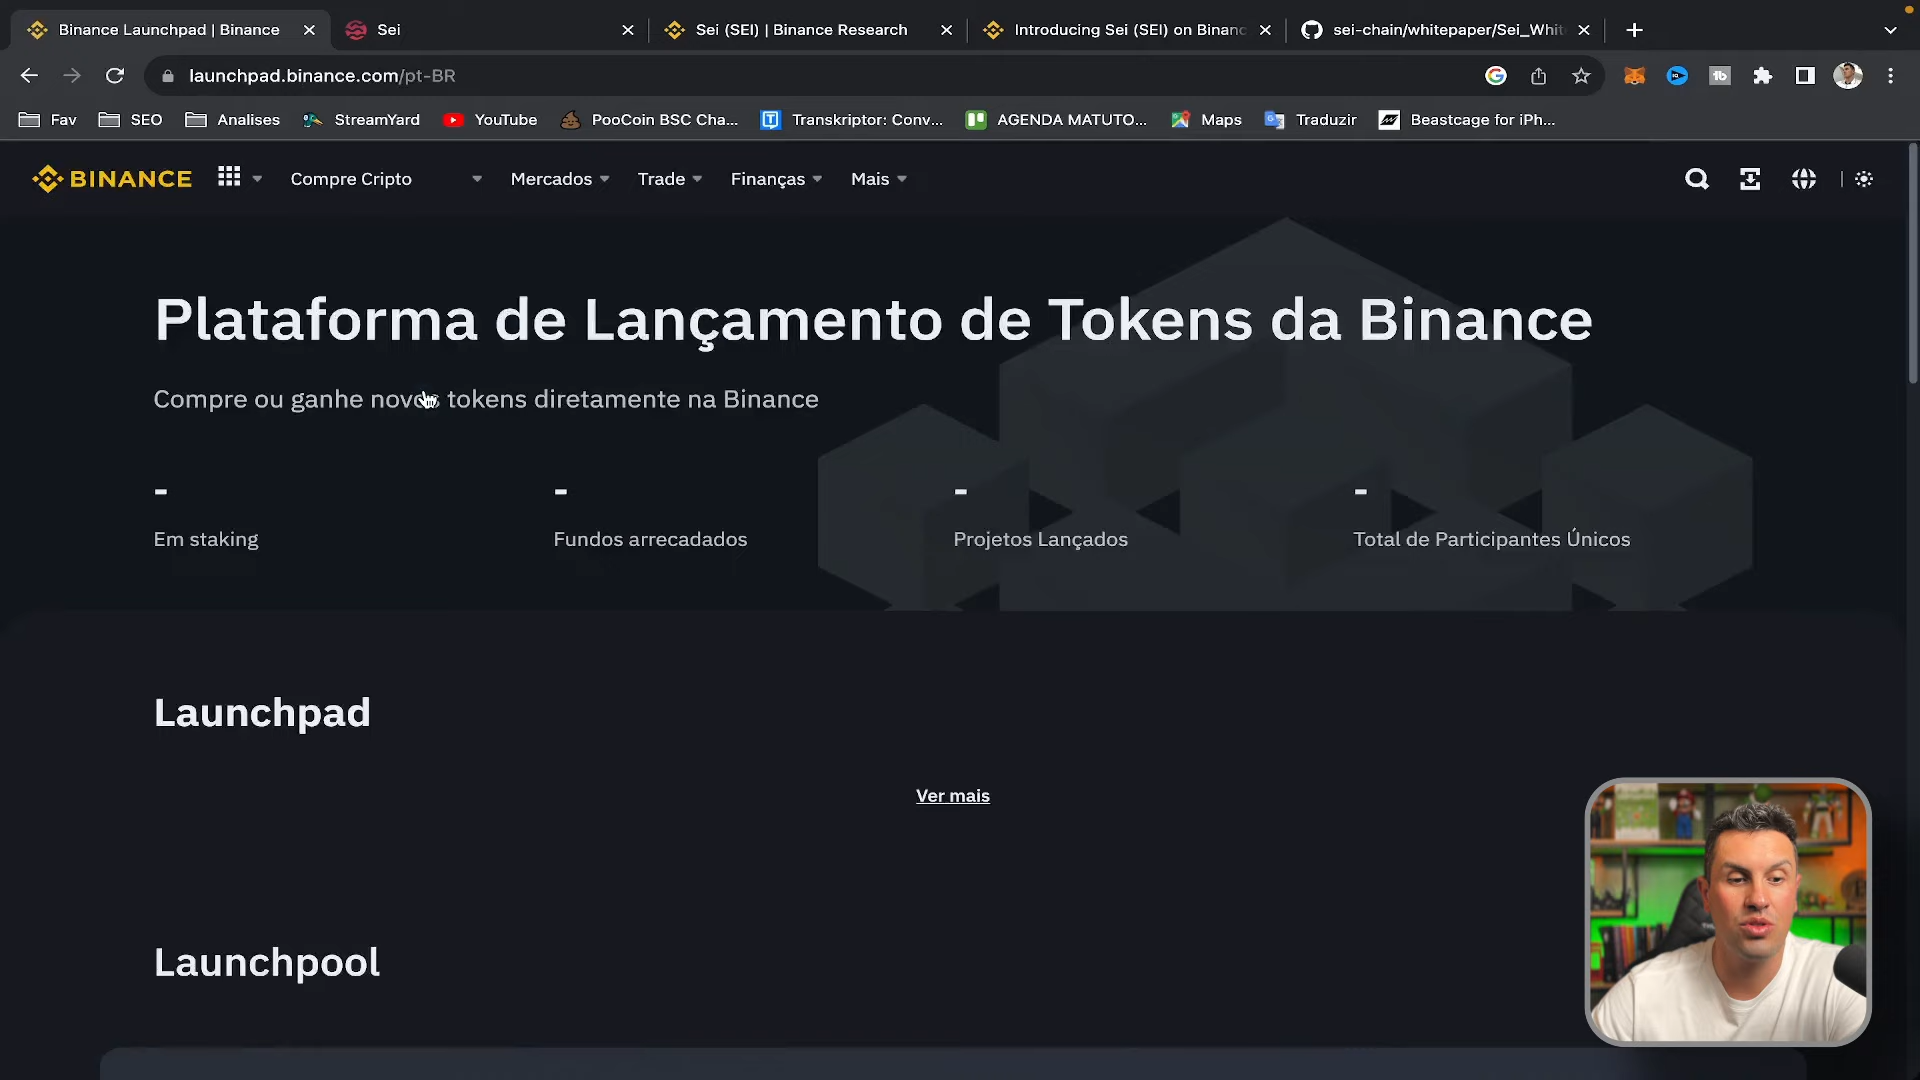 Binance Launchpad | Binance
Sei
Sei (SEI) | Binance Research
Introducing Sei (SEI) on Binanc
sei-chain/whitepaper/Sei_Whit
launchpad.binance.com/pt-BR
Fav
SEO
Analises
StreamYard
YouTube
PooCoin BSC Cha...
Transkriptor: Conv...
AGENDA MATUTO...
Maps
Traduzir
Beastcage for iPh...
BINANCE
Compre Cripto
Mercados
Trade
Finanças
Mais
Plataforma de Lançamento de Tokens da Binance
Compre ou ganhe novos tokens diretamente na Binance
- - - -
Em staking
Fundos arrecadados
Projetos Lançados
Total de Participantes Únicos
Launchpad
Ver mais
Launchpool